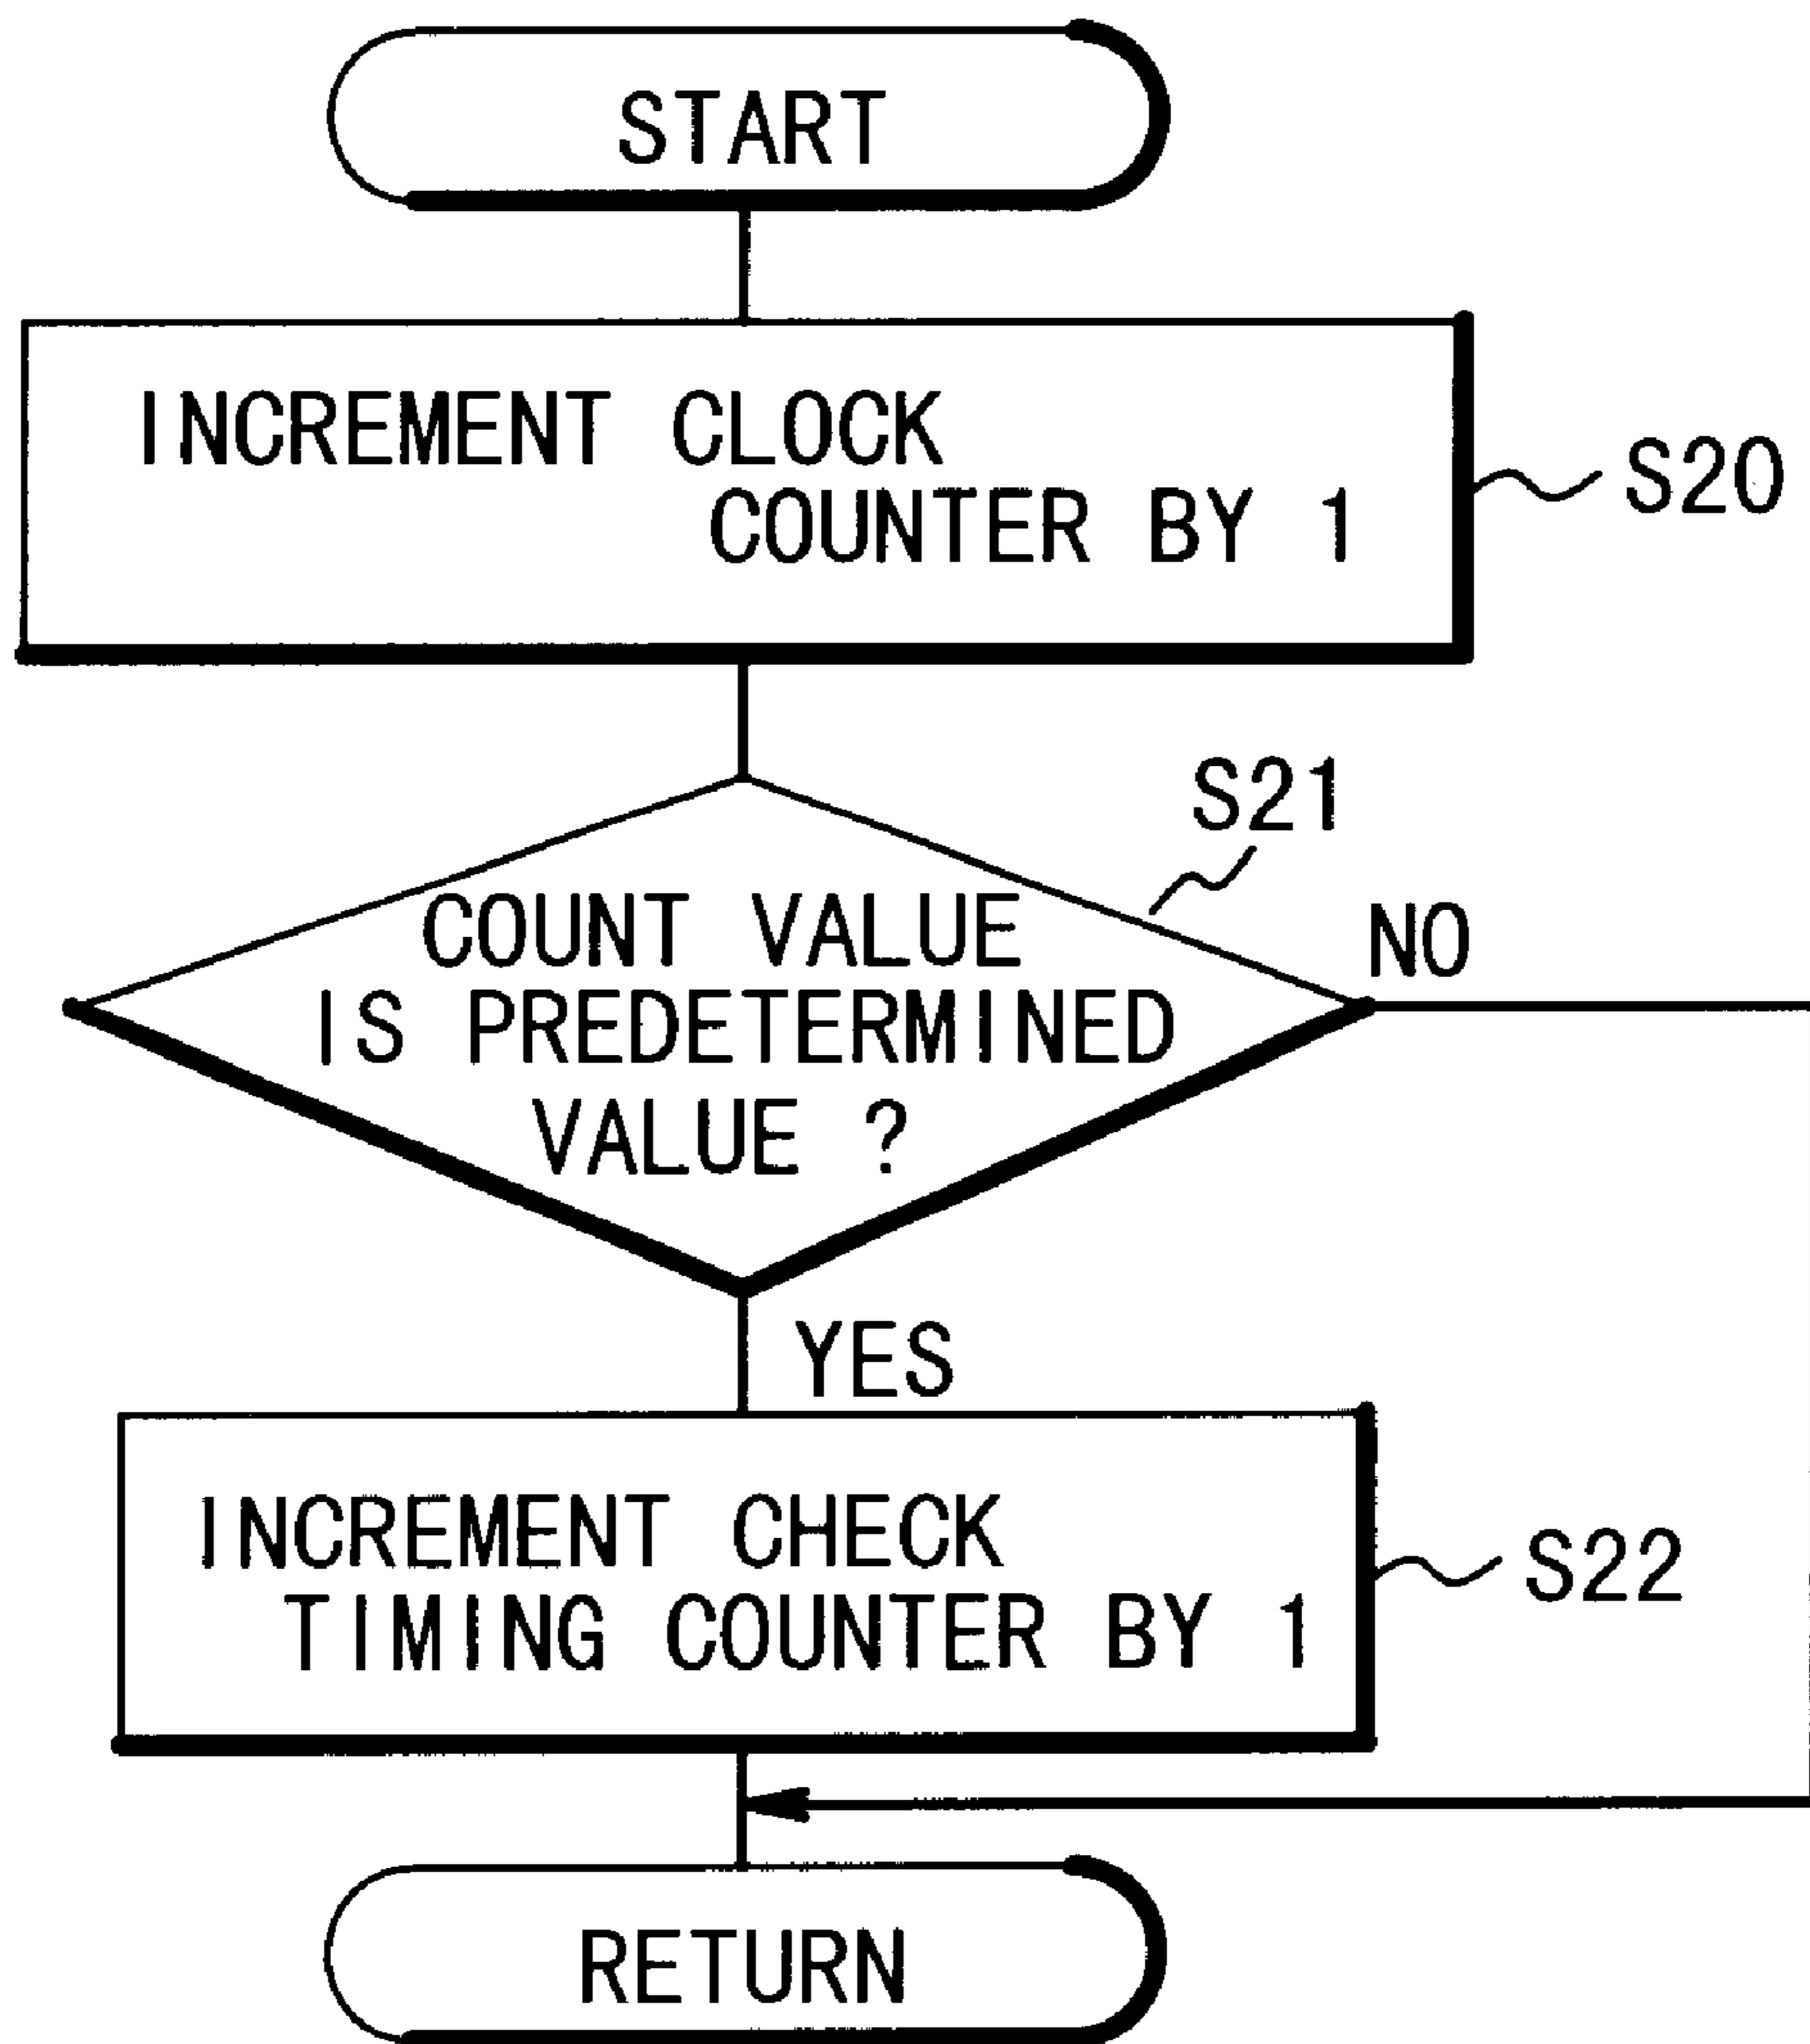 START
INCREMENT CLOCK
COUNTER BY 1
S20
S21
COUNT VALUE
IS PREDETERMINED
VALUE ?
NO
YES
INCREMENT CHECK
TIMING COUNTER BY 1
S22
RETURN